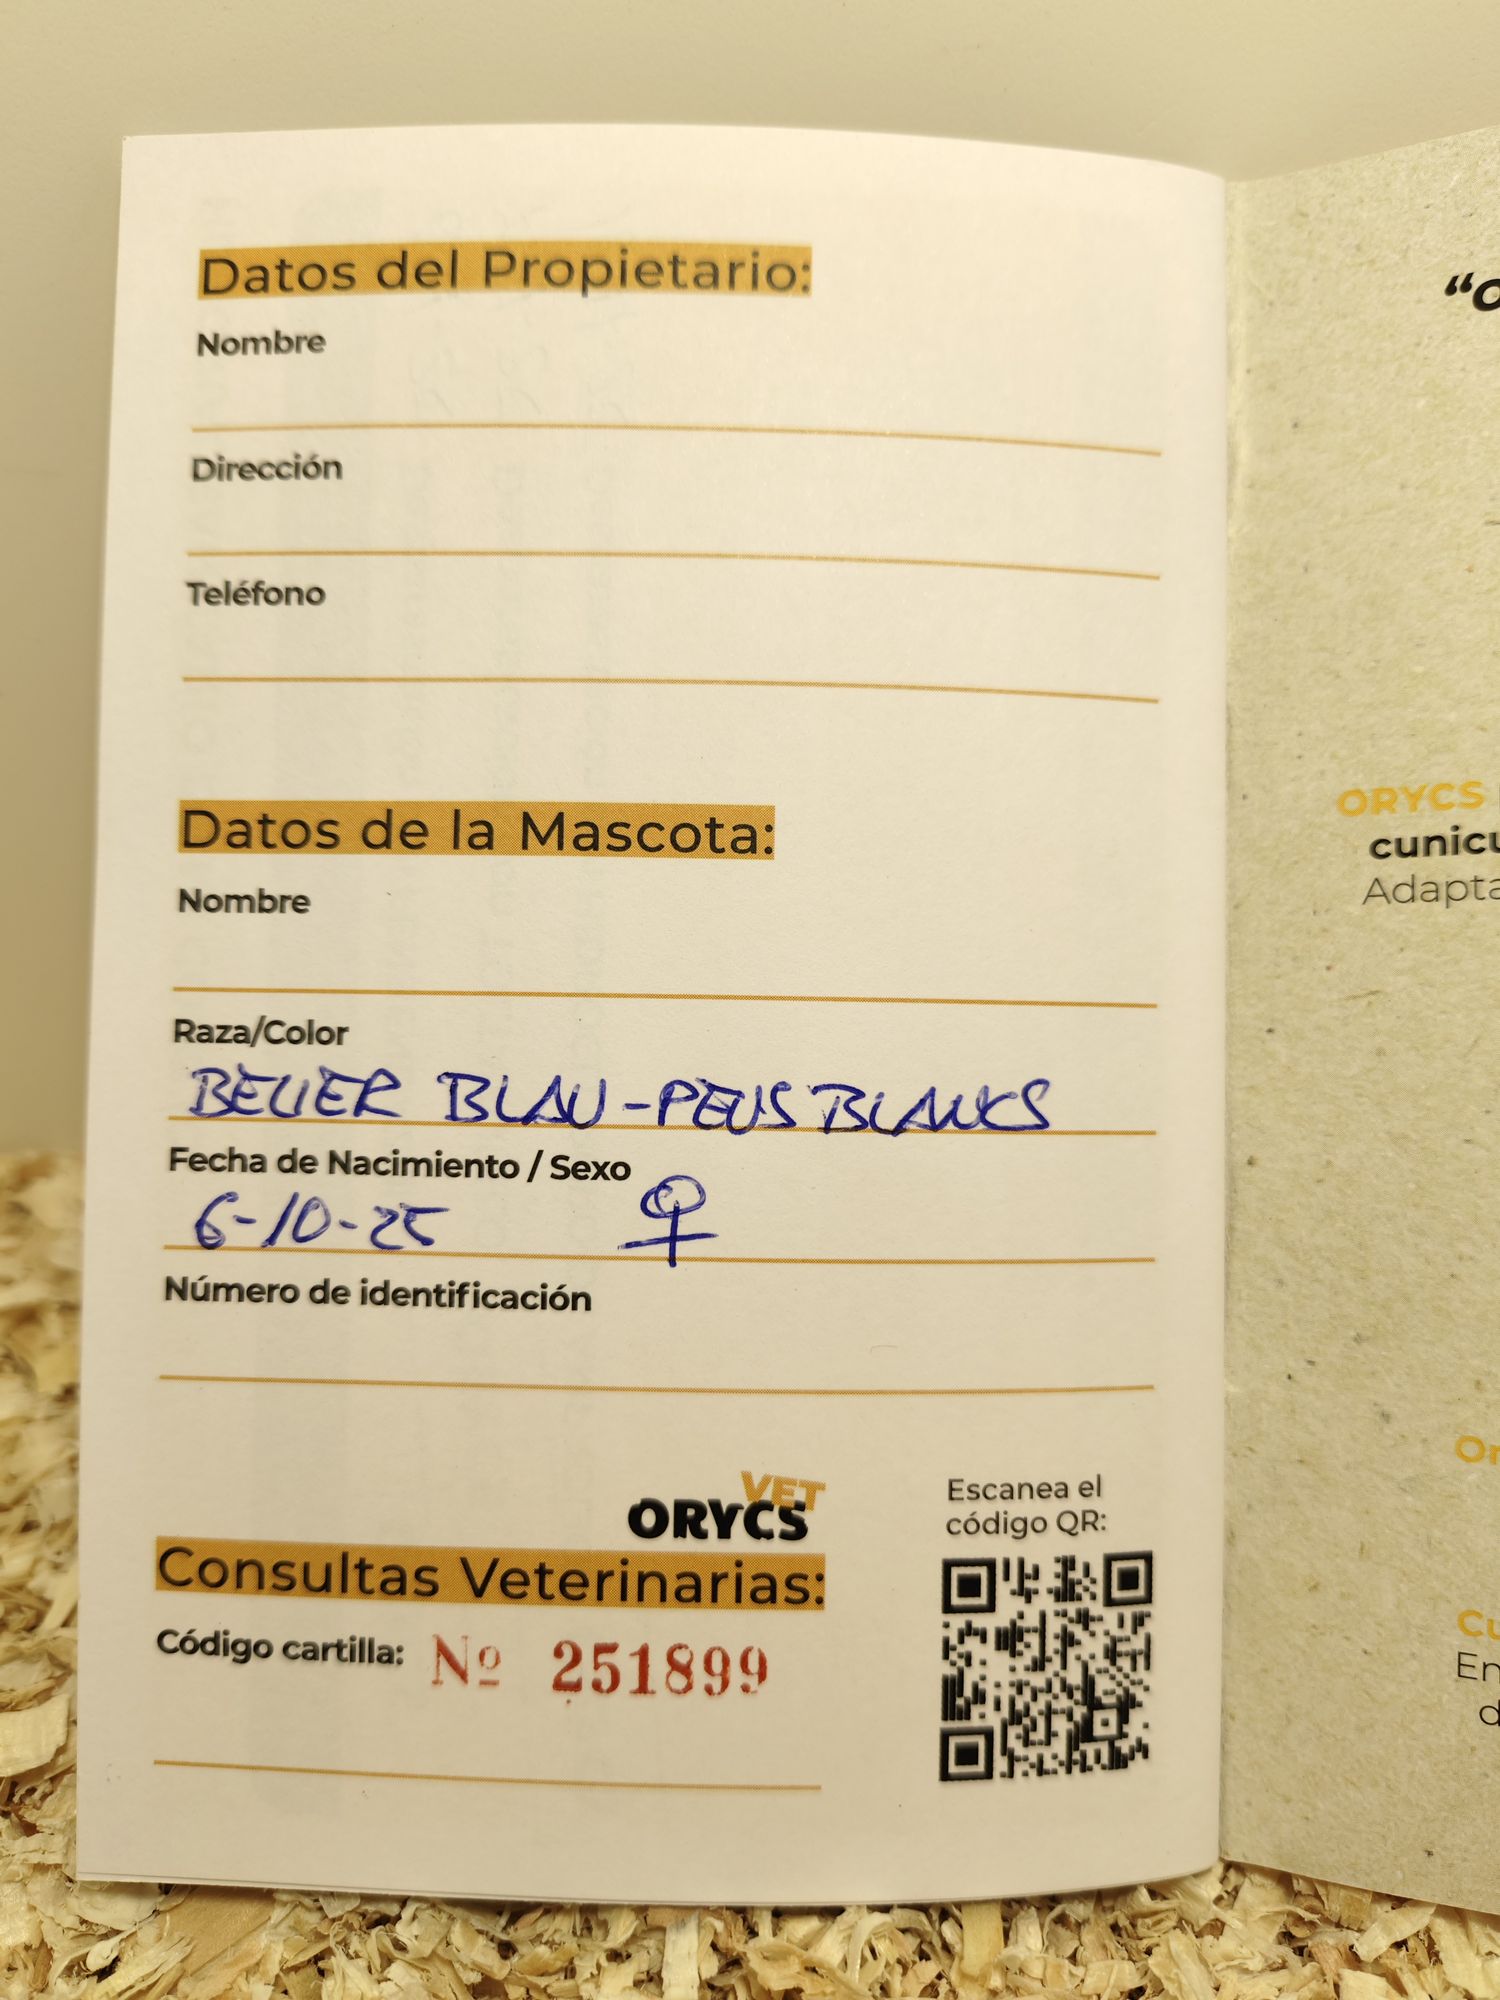 Datos del Propietario:
Nombre
Dirección
Teléfono
Datos de la Mascota:
Nombre
Raza/Color
BELIER BLAU-PEUS BLANCS
Fecha de Nacimiento / Sexo
6-10-25 ♀
Número de identificación
ORYCS VET
Consultas Veterinarias:
Código cartilla: Nº 251899
Escanea el
código QR:
ORYCS